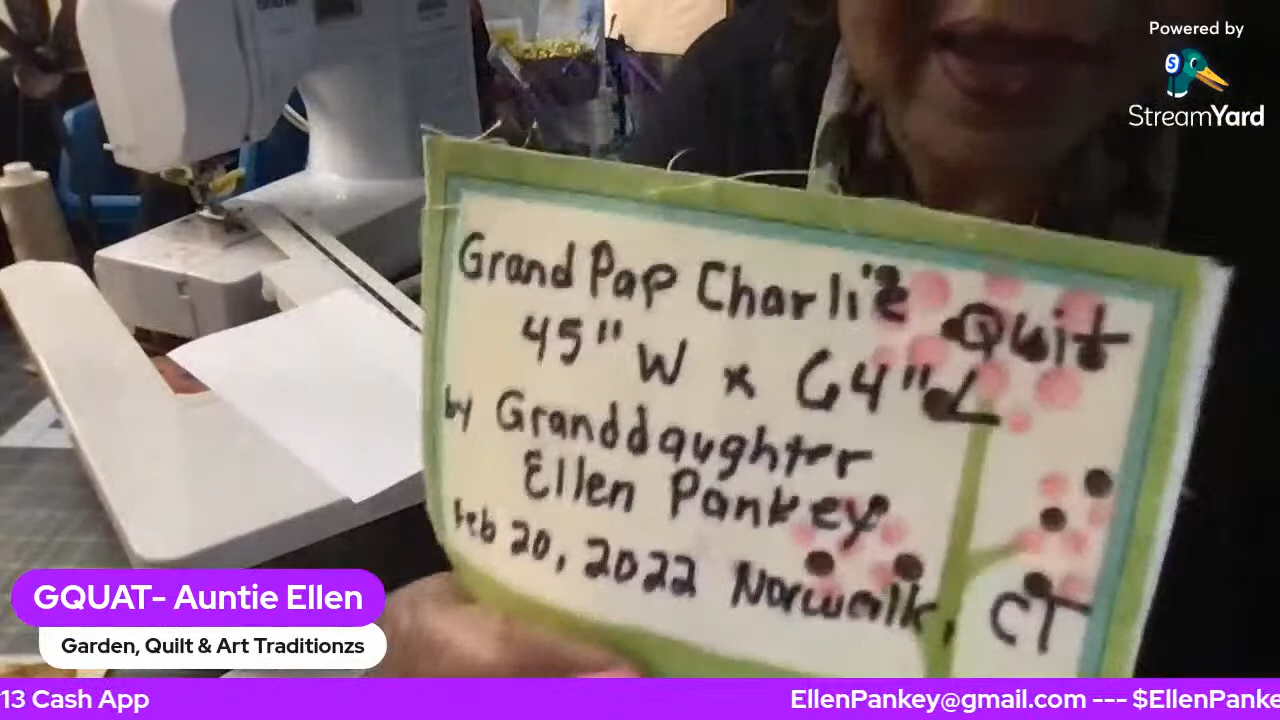 Powered by
StreamYard
Grand Pap Charlie Quit
45" W x 64" L
by Granddaughter
Ellen Pankey
Feb 20, 2022 Norwalk, CT
GQUAT- Auntie Ellen
Garden, Quilt & Art Traditionzs
13 Cash App EllenPankey@gmail.com --- $EllenPanke